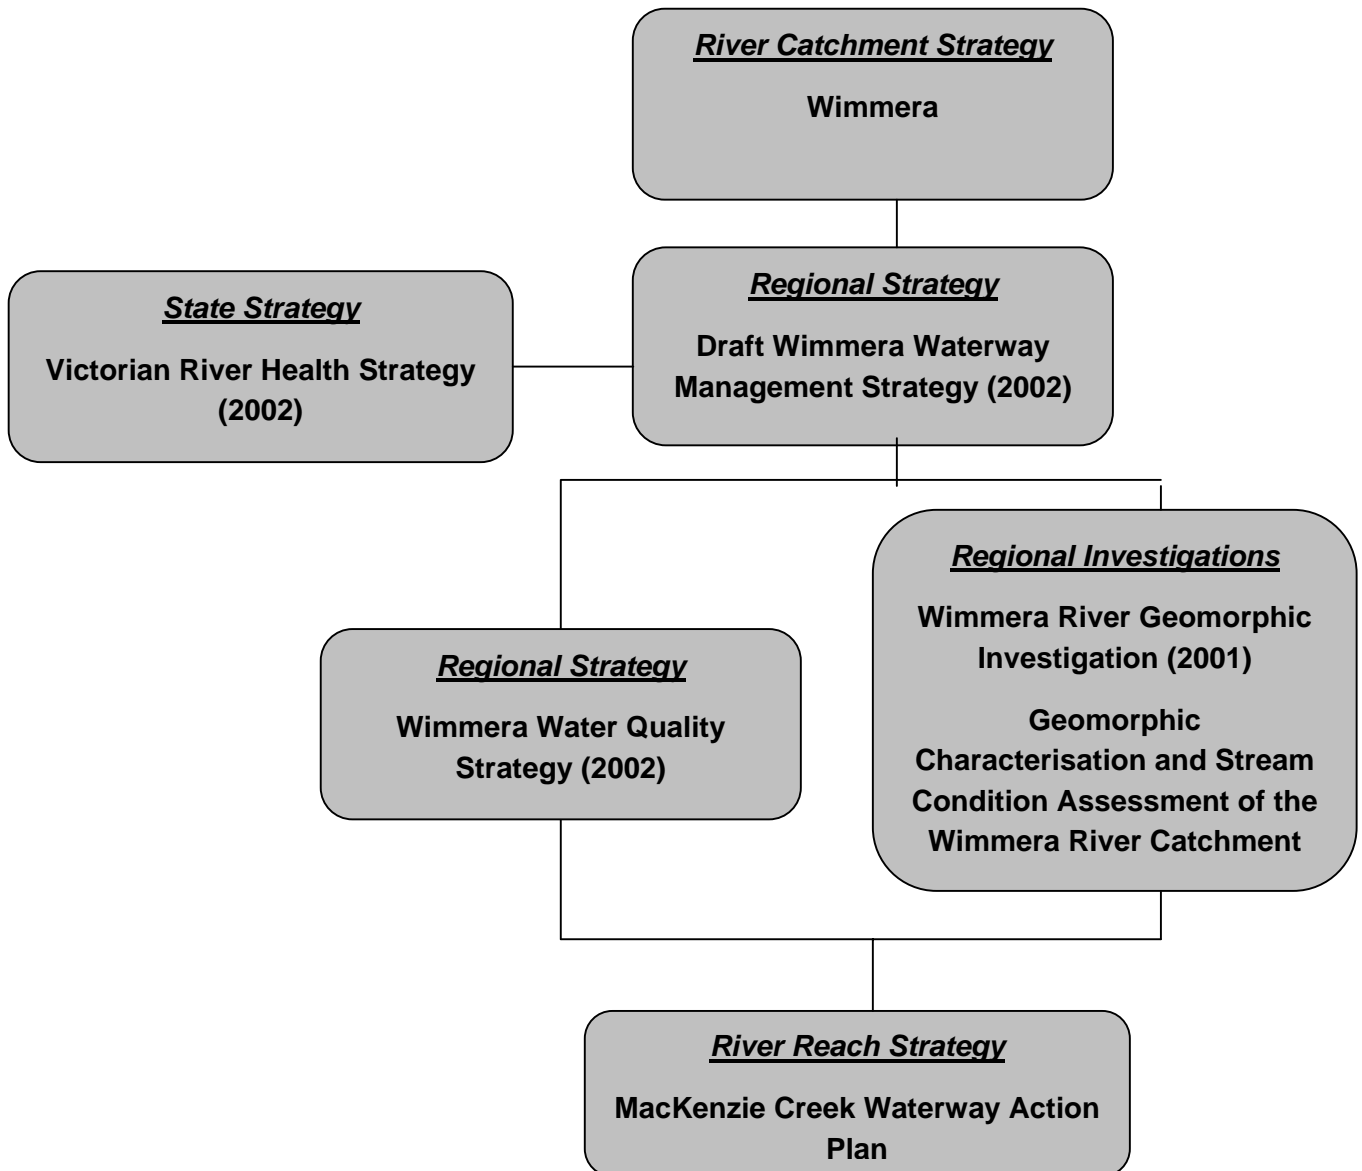 River Catchment Strategy
Wimmera
State Strategy
Victorian River Health Strategy
(2002)
Regional Strategy
Draft Wimmera Waterway
Management Strategy (2002)
Regional Strategy
Wimmera Water Quality
Strategy (2002)
Regional Investigations
Wimmera River Geomorphic
Investigation (2001)
Geomorphic
Characterisation and Stream
Condition Assessment of the
Wimmera River Catchment
River Reach Strategy
MacKenzie Creek Waterway Action
Plan